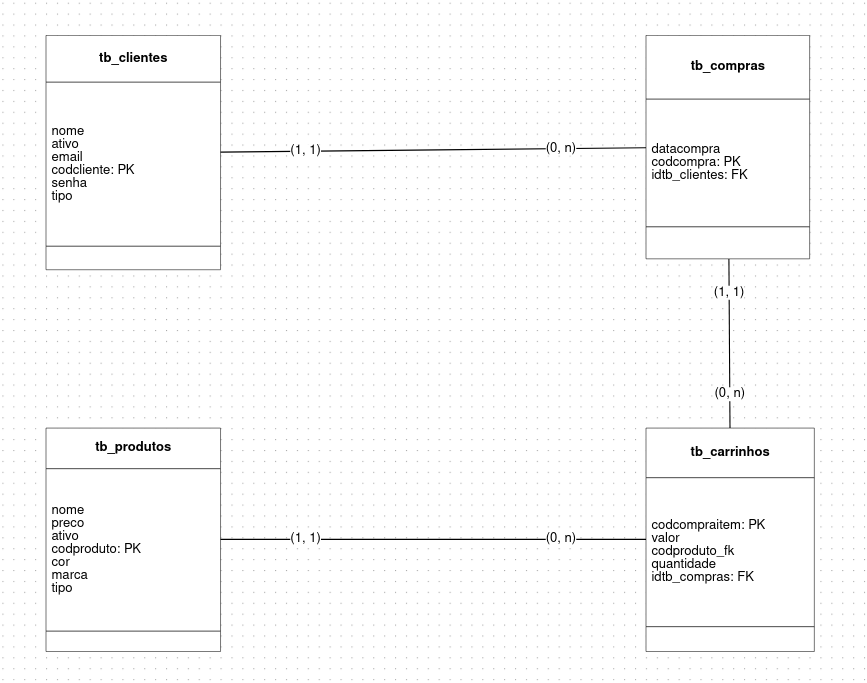 tb_clientes
nome
ativo
email
codcliente: PK
senha
tipo
(1, 1)
(0, n)
tb_compras
datacompra
codcompra: PK
idtb_clientes: FK
(1, 1)
(0, n)
tb_produtos
nome
preco
ativo
codproduto: PK
cor
marca
tipo
(1, 1)
(0, n)
tb_carrinhos
codcompraitem: PK
valor
codproduto_fk
quantidade
idtb_compras: FK